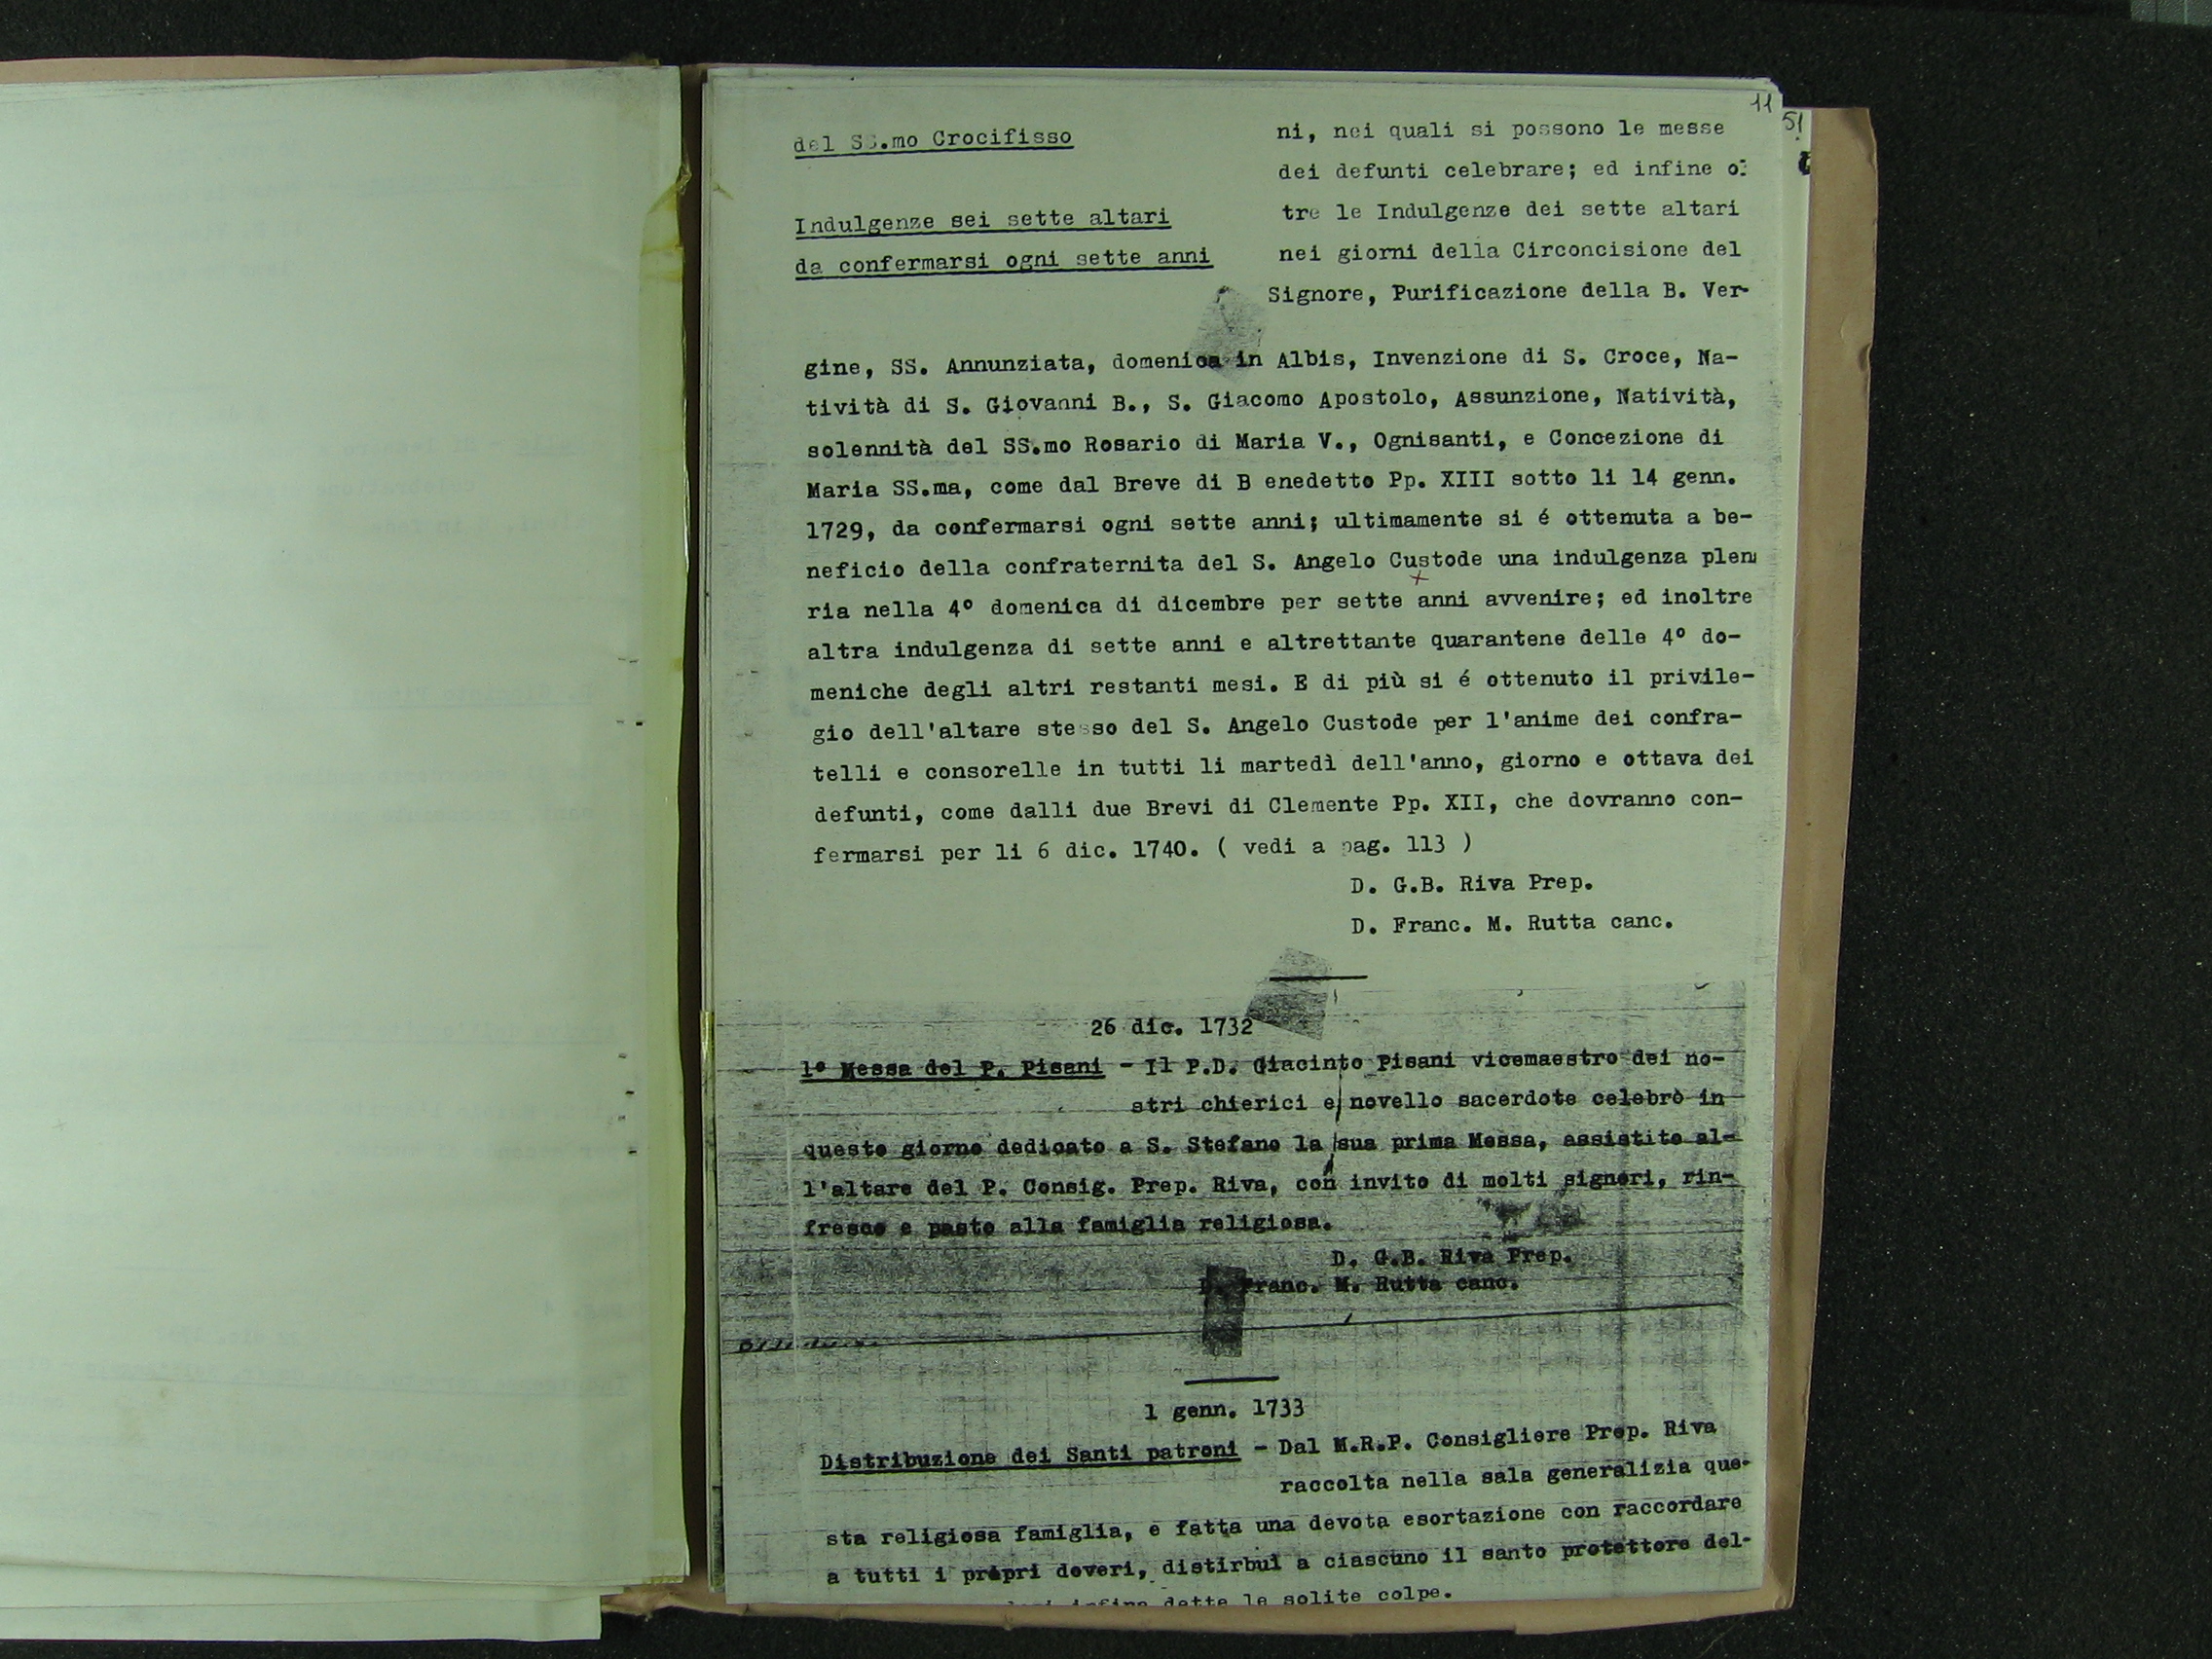 11
51
del SS.mo Crocifisso
Indulgenze sei sette altari
da confermarsi ogni sette anni
ni, nei quali si possono le messe
dei defunti celebrare; ed infine ol
tre le Indulgenze dei sette altari
nei giorni della Circoncisione del
Signore, Purificazione della B. Ver-
gine, SS. Annunziata, domenica in Albis, Invenzione di S. Croce, Na-
tività di S. Giovanni B., S. Giacomo Apostolo, Assunzione, Natività,
solennità del SS.mo Rosario di Maria V., Ognisanti, e Concezione di
Maria SS.ma, come dal Breve di B enedetto Pp. XIII sotto li 14 genn.
1729, da confermarsi ogni sette anni; ultimamente si é ottenuta a be-
neficio della confraternita del S. Angelo Custode una indulgenza plena
ria nella 4° domenica di dicembre per sette anni avvenire; ed inoltre
altra indulgenza di sette anni e altrettante quarantene delle 4° do-
meniche degli altri restanti mesi. E di più si é ottenuto il privile-
gio dell'altare stesso del S. Angelo Custode per l'anime dei confra-
telli e consorelle in tutti li martedì dell'anno, giorno e ottava dei
defunti, come dalli due Brevi di Clemente Pp. XII, che dovranno con-
fermarsi per li 6 dic. 1740. ( vedi a pag. 113 )
D. G.B. Riva Prep.
D. Franc. M. Rutta canc.
26 dic. 1732
1° Messa del P. Pisani - Il P.D. Giacinto Pisani vicemaestro dei no-
stri chierici e novello sacerdote celebrò in
questo giorno dedicato a S. Stefano la sua prima Messa, assistito al-
l'altare del P. Consig. Prep. Riva, con invito di molti signori, rin-
fresco e pasto alla famiglia religiosa.
D. G.B. Riva Prep.
D. Franc. M. Rutta canc.
1 genn. 1733
Distribuzione dei Santi patroni - Dal M.R.P. Consigliere Prep. Riva
raccolta nella sala generalizia que-
sta religiosa famiglia, e fatta una devota esortazione con raccordare
a tutti i propri doveri, distirbuì a ciascuno il santo protettore del-
infine dette le solite colpe.